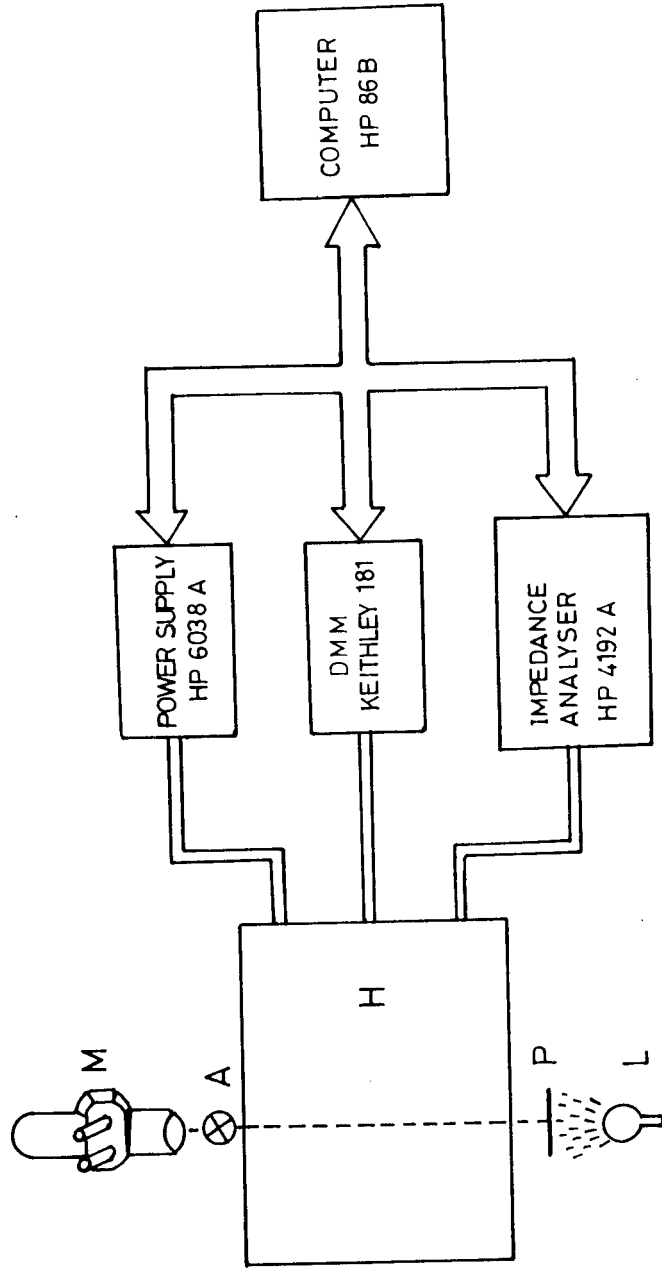 M
A
H
P
L
POWER SUPPLY
HP 6038 A
DMM
KEITHLEY 181
IMPEDANCE
ANALYSER
HP 4192 A
COMPUTER
HP 86 B